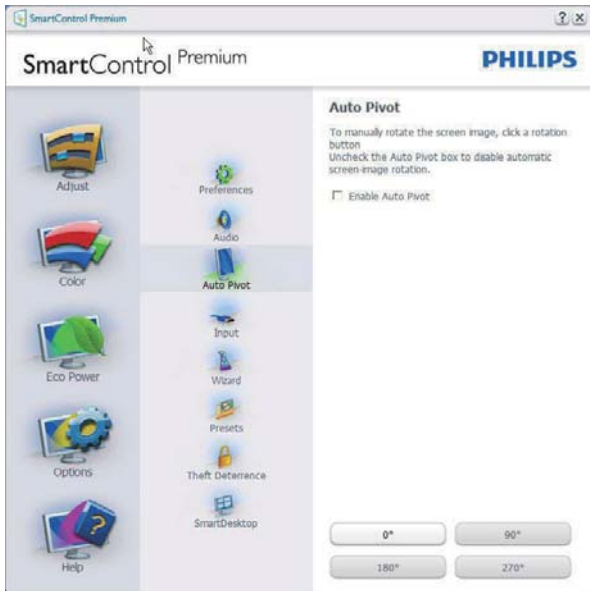 SmartControl Premium
SmartControl Premium
PHILIPS
Adjust
Color
Eco Power
Options
Help
Preferences
Audio
Auto Pivot
Input
Wizard
Presets
Theft Deterrence
SmartDesktop
Auto Pivot
To manually rotate the screen image, click a rotation
button
Uncheck the Auto Pivot box to disable automatic
screen-image rotation.
Enable Auto Pivot
0°
90°
180°
270°